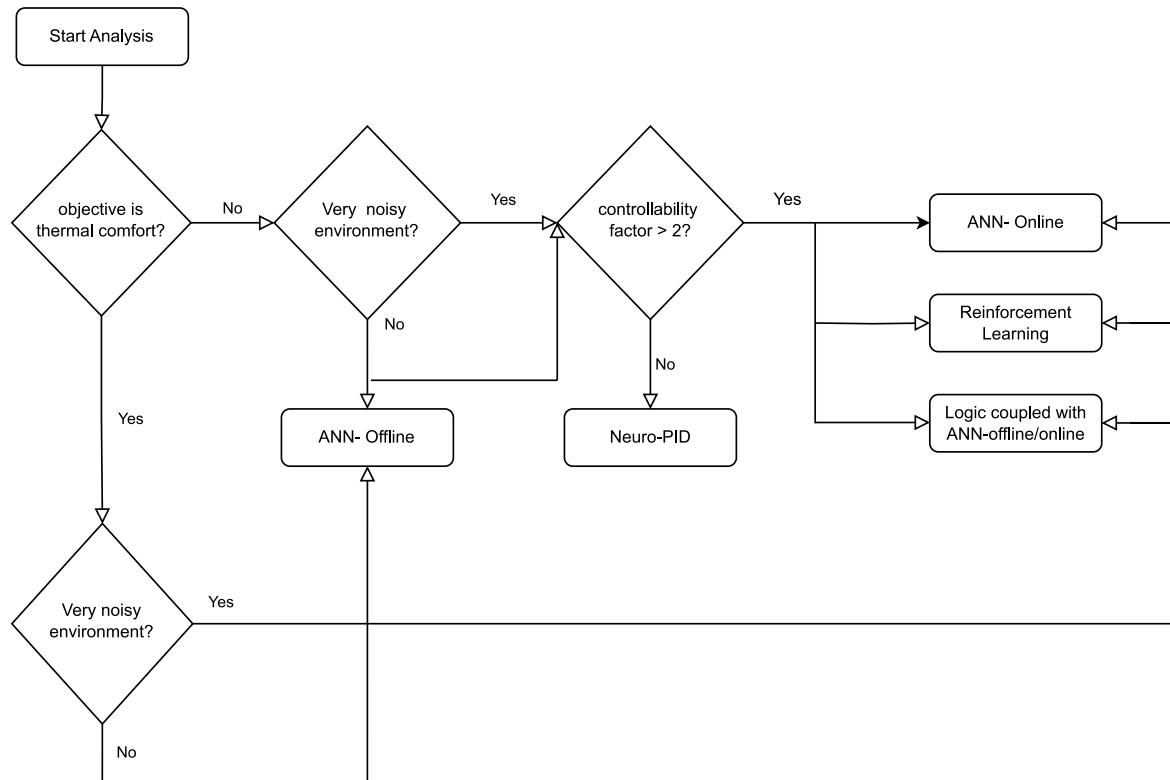 Start Analysis
objective is
thermal comfort?
No
Very noisy
environment?
Yes
controllability
factor > 2?
Yes
ANN- Online
Reinforcement
Learning
Logic coupled with
ANN-offline/online
No
ANN- Offline
No
Neuro-PID
Yes
Very noisy
environment?
Yes
No